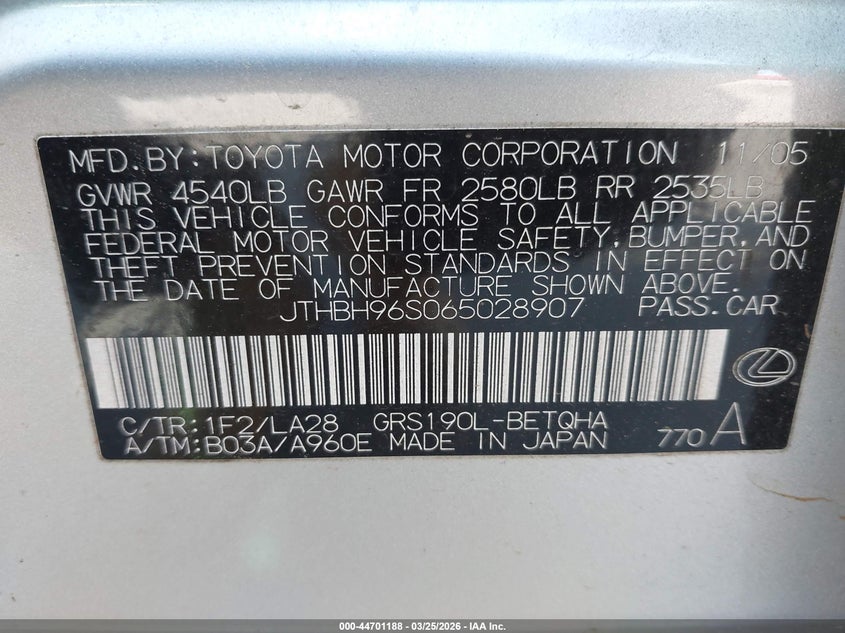 MFD.BY:TOYOTA MOTOR CORPORATION 11/05
GVWR 4540LB GAWR FR 2580LB RR 2535LB
THIS VEHICLE CONFORMS TO ALL APPLICABLE
FEDERAL MOTOR VEHICLE SAFETY,BUMPER,AND
THEFT PREVENTION STANDARDS IN EFFECT ON
THE DATE OF MANUFACTURE SHOWN ABOVE.
JTHBH96S065028907 PASS.CAR
C/TR:1F2/LA28 GRS190L-BETQHA
A/TM:B03A/A960E MADE IN JAPAN 770A
000-44701188 - 03/25/2026 - IAA Inc.